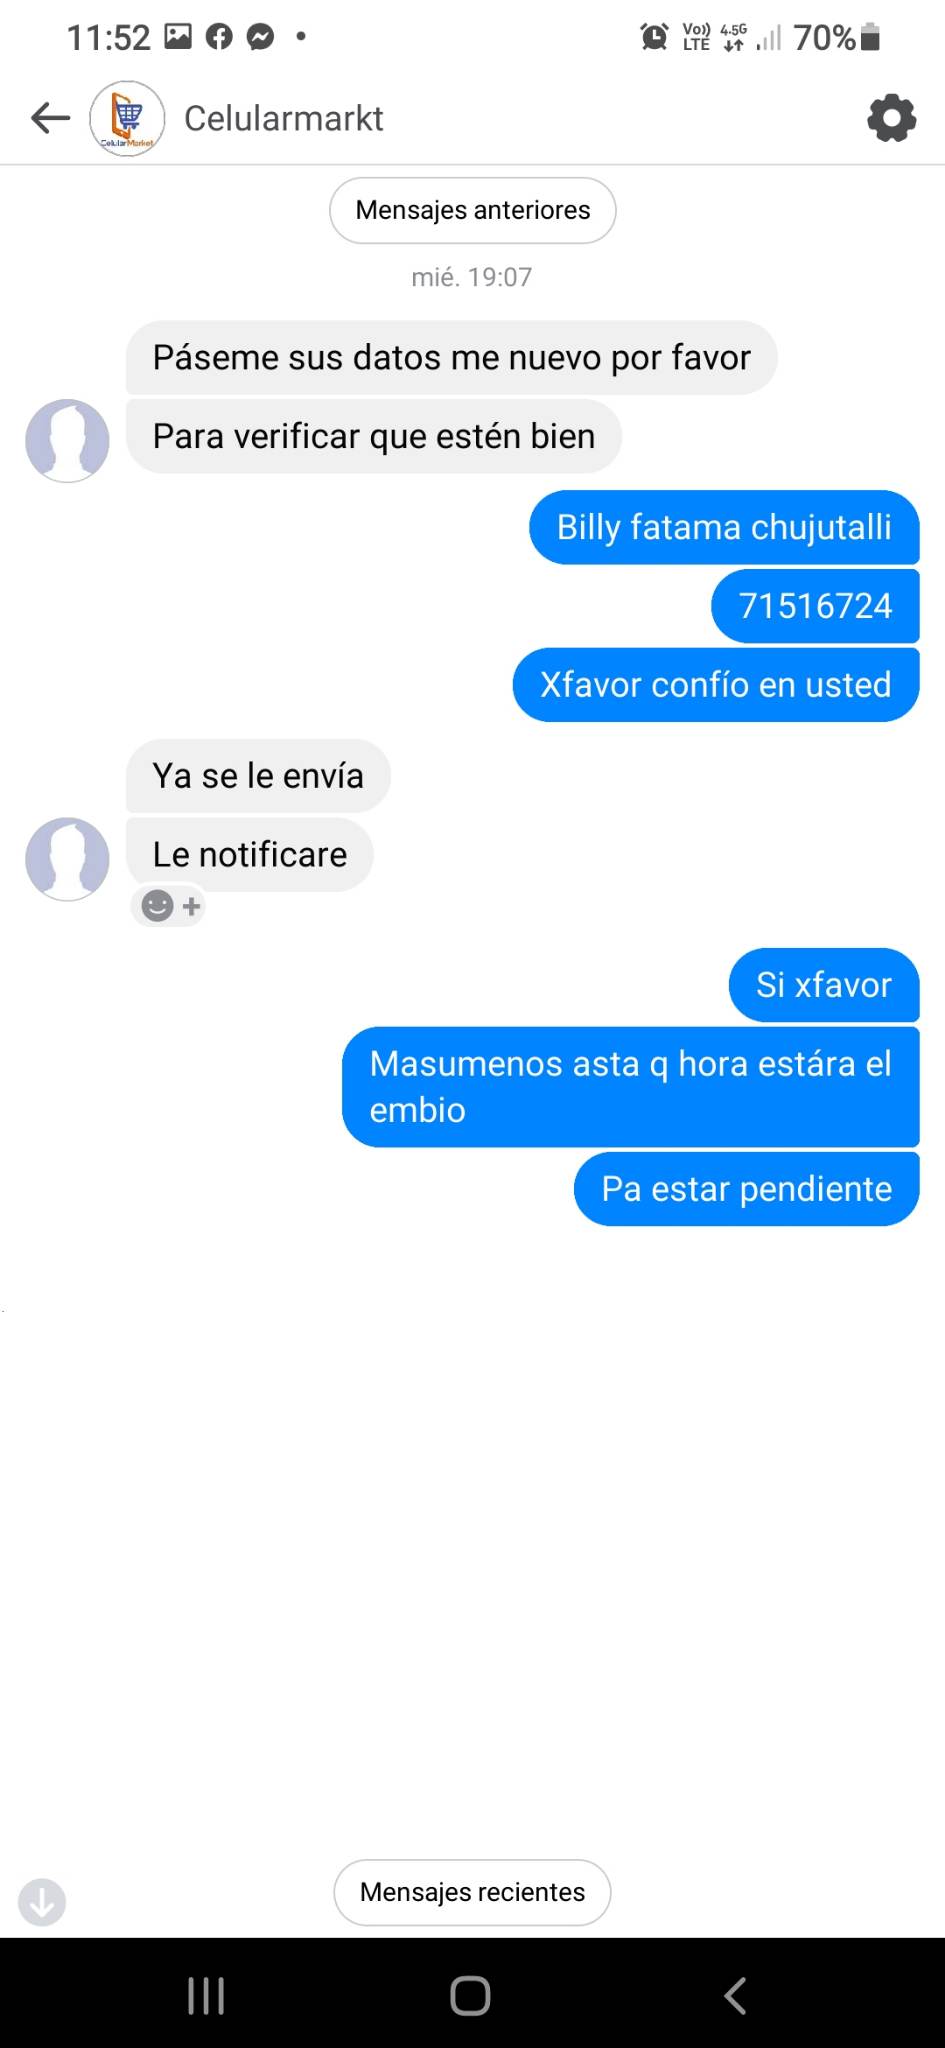 11:52
Vo)) 4.5G
LTE
70%
Celularmarkt
CelularMarket
Mensajes anteriores
mié. 19:07
Páseme sus datos me nuevo por favor
Para verificar que estén bien
Billy fatama chujutalli
71516724
Xfavor confío en usted
Ya se le envía
Le notificare
Si xfavor
Masumenos asta q hora estára el
embio
Pa estar pendiente
Mensajes recientes